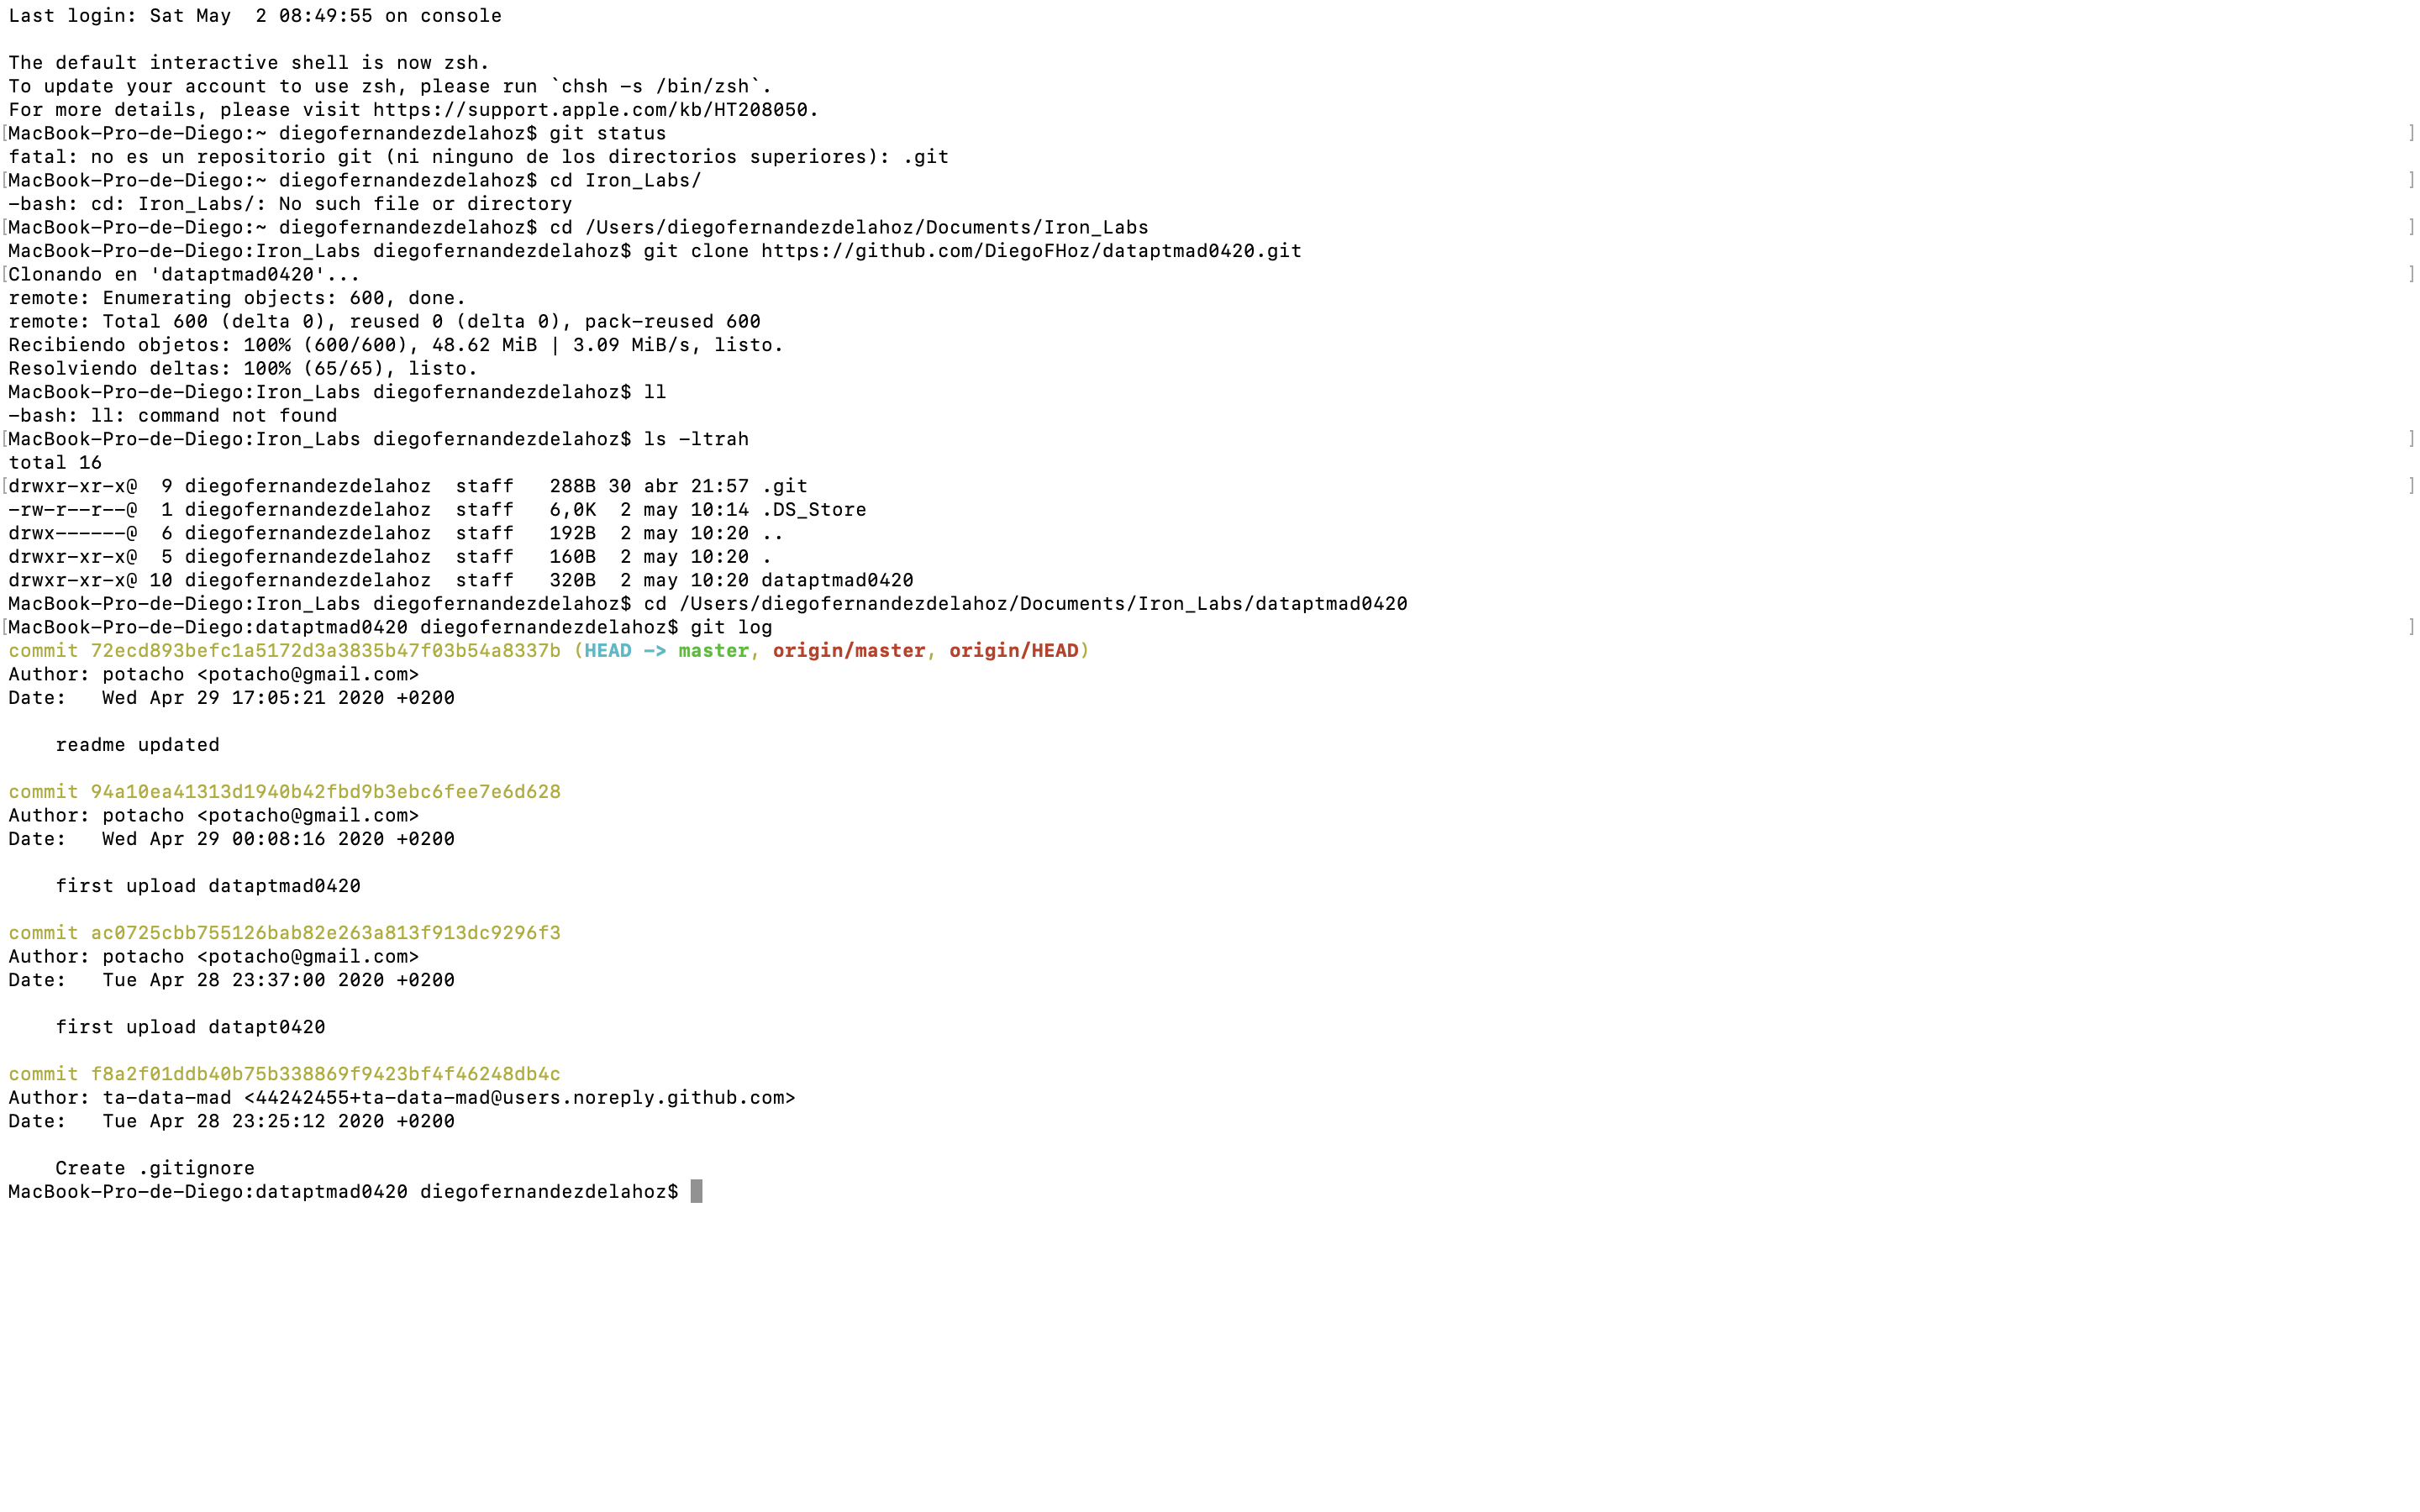 Last login: Sat May  2 08:49:55 on console

The default interactive shell is now zsh.
To update your account to use zsh, please run `chsh -s /bin/zsh`.
For more details, please visit https://support.apple.com/kb/HT208050.
[MacBook-Pro-de-Diego:~ diegofernandezdelahoz$ git status ]
fatal: no es un repositorio git (ni ninguno de los directorios superiores): .git
[MacBook-Pro-de-Diego:~ diegofernandezdelahoz$ cd Iron_Labs/ ]
-bash: cd: Iron_Labs/: No such file or directory
[MacBook-Pro-de-Diego:~ diegofernandezdelahoz$ cd /Users/diegofernandezdelahoz/Documents/Iron_Labs ]
MacBook-Pro-de-Diego:Iron_Labs diegofernandezdelahoz$ git clone https://github.com/DiegoFHoz/dataptmad0420.git
[Clonando en 'dataptmad0420'... ]
remote: Enumerating objects: 600, done.
remote: Total 600 (delta 0), reused 0 (delta 0), pack-reused 600
Recibiendo objetos: 100% (600/600), 48.62 MiB | 3.09 MiB/s, listo.
Resolviendo deltas: 100% (65/65), listo.
MacBook-Pro-de-Diego:Iron_Labs diegofernandezdelahoz$ ll
-bash: ll: command not found
[MacBook-Pro-de-Diego:Iron_Labs diegofernandezdelahoz$ ls -ltrah ]
total 16
[drwxr-xr-x@  9 diegofernandezdelahoz  staff   288B 30 abr 21:57 .git ]
-rw-r--r--@  1 diegofernandezdelahoz  staff   6,0K  2 may 10:14 .DS_Store
drwx------@  6 diegofernandezdelahoz  staff   192B  2 may 10:20 ..
drwxr-xr-x@  5 diegofernandezdelahoz  staff   160B  2 may 10:20 .
drwxr-xr-x@ 10 diegofernandezdelahoz  staff   320B  2 may 10:20 dataptmad0420
MacBook-Pro-de-Diego:Iron_Labs diegofernandezdelahoz$ cd /Users/diegofernandezdelahoz/Documents/Iron_Labs/dataptmad0420
[MacBook-Pro-de-Diego:dataptmad0420 diegofernandezdelahoz$ git log ]
commit 72ecd893befc1a5172d3a3835b47f03b54a8337b (HEAD -> master, origin/master, origin/HEAD)
Author: potacho <potacho@gmail.com>
Date:   Wed Apr 29 17:05:21 2020 +0200

    readme updated

commit 94a10ea41313d1940b42fbd9b3ebc6fee7e6d628
Author: potacho <potacho@gmail.com>
Date:   Wed Apr 29 00:08:16 2020 +0200

    first upload dataptmad0420

commit ac0725cbb755126bab82e263a813f913dc9296f3
Author: potacho <potacho@gmail.com>
Date:   Tue Apr 28 23:37:00 2020 +0200

    first upload datapt0420

commit f8a2f01ddb40b75b338869f9423bf4f46248db4c
Author: ta-data-mad <44242455+ta-data-mad@users.noreply.github.com>
Date:   Tue Apr 28 23:25:12 2020 +0200

    Create .gitignore
MacBook-Pro-de-Diego:dataptmad0420 diegofernandezdelahoz$